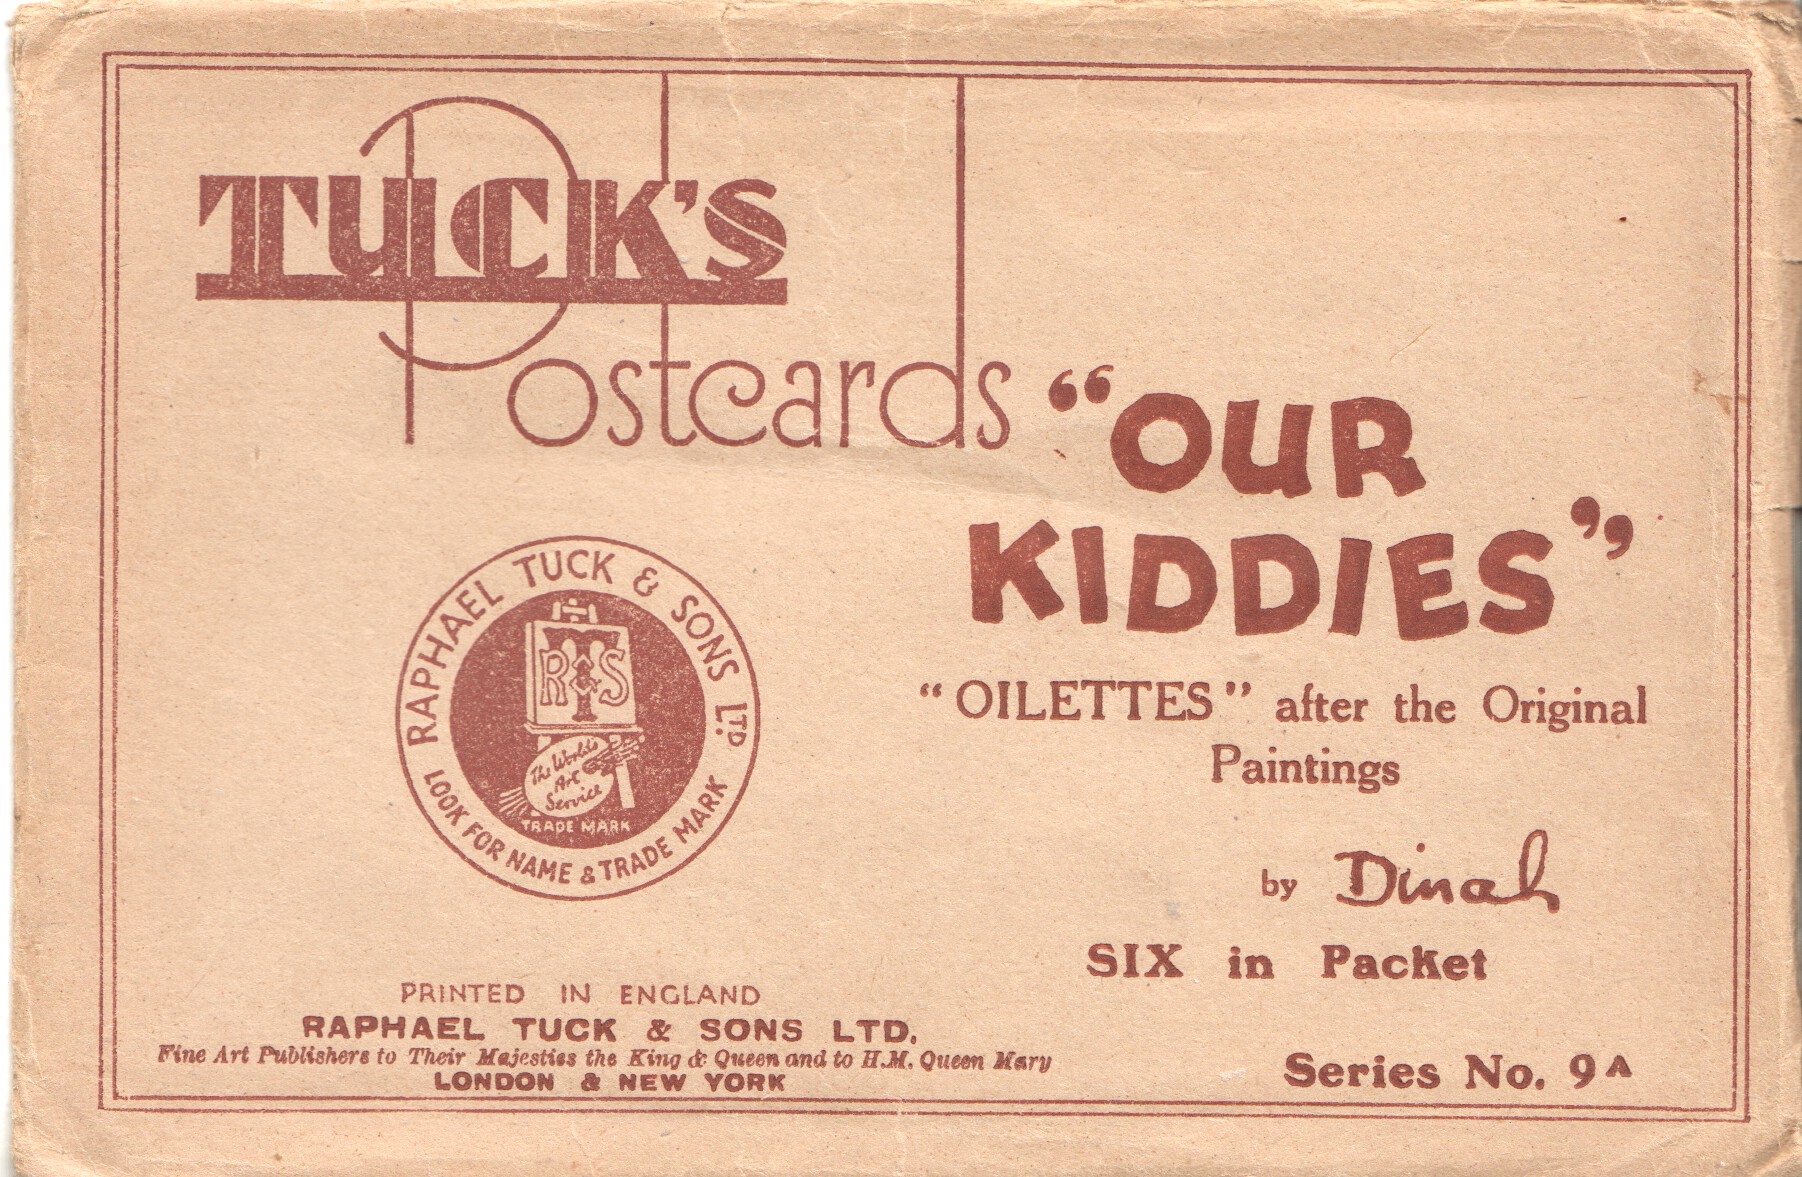 TUCK'S
Postcards
"OUR
KIDDIES"
"OILETTES" after the Original
Paintings
by Dinah
SIX in Packet
Series No. 9A
RAPHAEL TUCK & SONS LTD.
RT&S
The World's
Art
Service
TRADE MARK
LOOK FOR NAME & TRADE MARK
PRINTED IN ENGLAND
RAPHAEL TUCK & SONS LTD.
Fine Art Publishers to Their Majesties the King & Queen and to H.M. Queen Mary
LONDON & NEW YORK